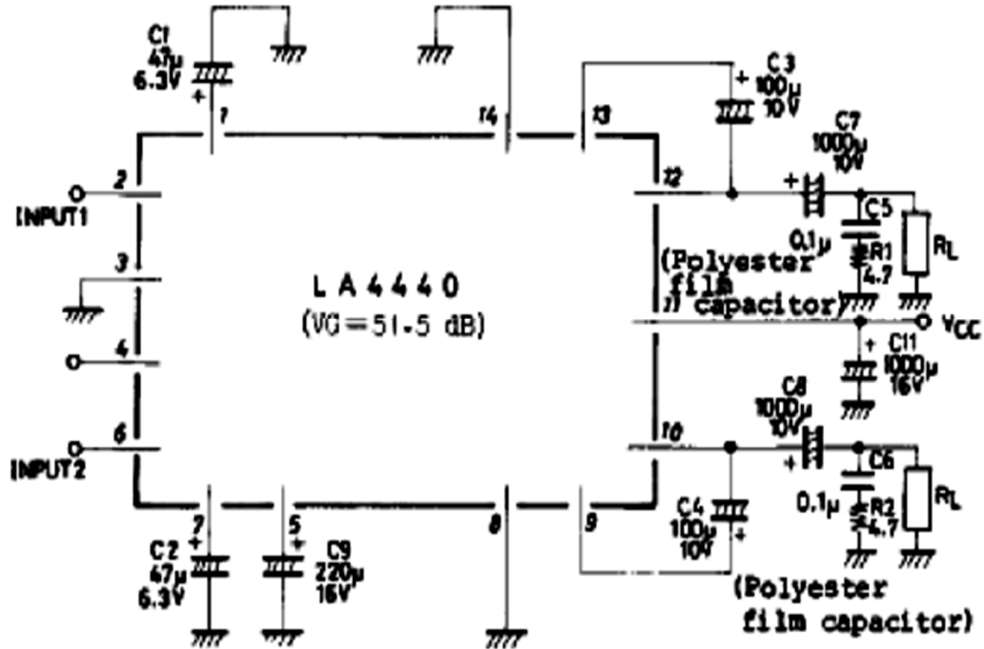 C1
47μ
6.3V
+
1
14
13
+
C3
100μ
10V
C7
1000μ
10V
+
2
INPUT1
12
C5
0.1μ
R1
4.7
RL
(Polyester
film
capacitor)
3
LA4440
(VG=51.5 dB)
11
VCC
+
C11
1000μ
16V
4
C8
1000μ
10V
+
6
INPUT2
10
C6
0.1μ
R2
4.7
RL
7
5
8
9
C4
100μ
10V
+
+
C2
47μ
6.3V
+
C9
220μ
16V
(Polyester
film capacitor)